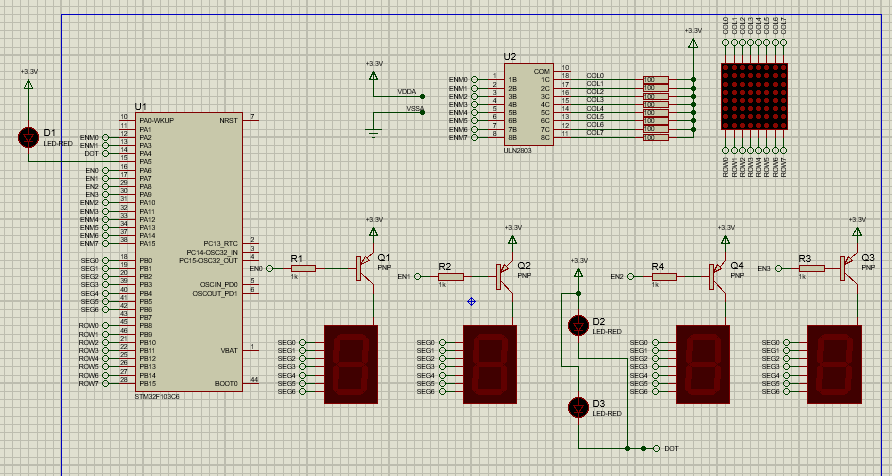 +3.3V
D1
LED-RED
U1
10 PA0-WKUP NRST 7
11 PA1
ENM0 12 PA2
ENM1 13 PA3
DOT 14 PA4
15 PA5
EN0 16 PA6
EN1 17 PA7
EN2 29 PA8
EN3 30 PA9
ENM2 31 PA10
ENM3 32 PA11
ENM4 33 PA12
ENM5 34 PA13
ENM6 37 PA14
ENM7 38 PA15
PC13_RTC 2
PC14-OSC32_IN 3
PC15-OSC32_OUT 4
SEG0 18 PB0
SEG1 19 PB1
SEG2 20 PB2
SEG3 39 PB3
SEG4 40 PB4
SEG5 41 PB5
SEG6 42 PB6
43 PB7
OSCIN_PD0 5
OSCOUT_PD1 6
ROW0 45 PB8
ROW1 46 PB9
ROW2 21 PB10
ROW3 22 PB11
ROW4 25 PB12
ROW5 26 PB13
ROW6 27 PB14
ROW7 28 PB15
VBAT 1
BOOT0 44
STM32F103C6
+3.3V
VDDA
VSSA
U2
COM 10
ENM0 1 1B 1C 18 COL0 100
ENM1 2 2B 2C 17 COL1 100
ENM2 3 3B 3C 16 COL2 100
ENM3 4 4B 4C 15 COL3 100
ENM4 5 5B 5C 14 COL4 100
ENM5 6 6B 6C 13 COL5 100
ENM6 7 7B 7C 12 COL6 100
ENM7 8 8B 8C 11 COL7 100
ULN2803
+3.3V
COL0 COL1 COL2 COL3 COL4 COL5 COL6 COL7
ROW0 ROW1 ROW2 ROW3 ROW4 ROW5 ROW6 ROW7
+3.3V
Q1
PNP
EN0 R1
1k
SEG0
SEG1
SEG2
SEG3
SEG4
SEG5
SEG6
+3.3V
Q2
PNP
EN1 R2
1k
SEG0
SEG1
SEG2
SEG3
SEG4
SEG5
SEG6
+3.3V
D2
LED-RED
D3
LED-RED
DOT
+3.3V
Q4
PNP
EN2 R4
1k
SEG0
SEG1
SEG2
SEG3
SEG4
SEG5
SEG6
+3.3V
Q3
PNP
EN3 R3
1k
SEG0
SEG1
SEG2
SEG3
SEG4
SEG5
SEG6